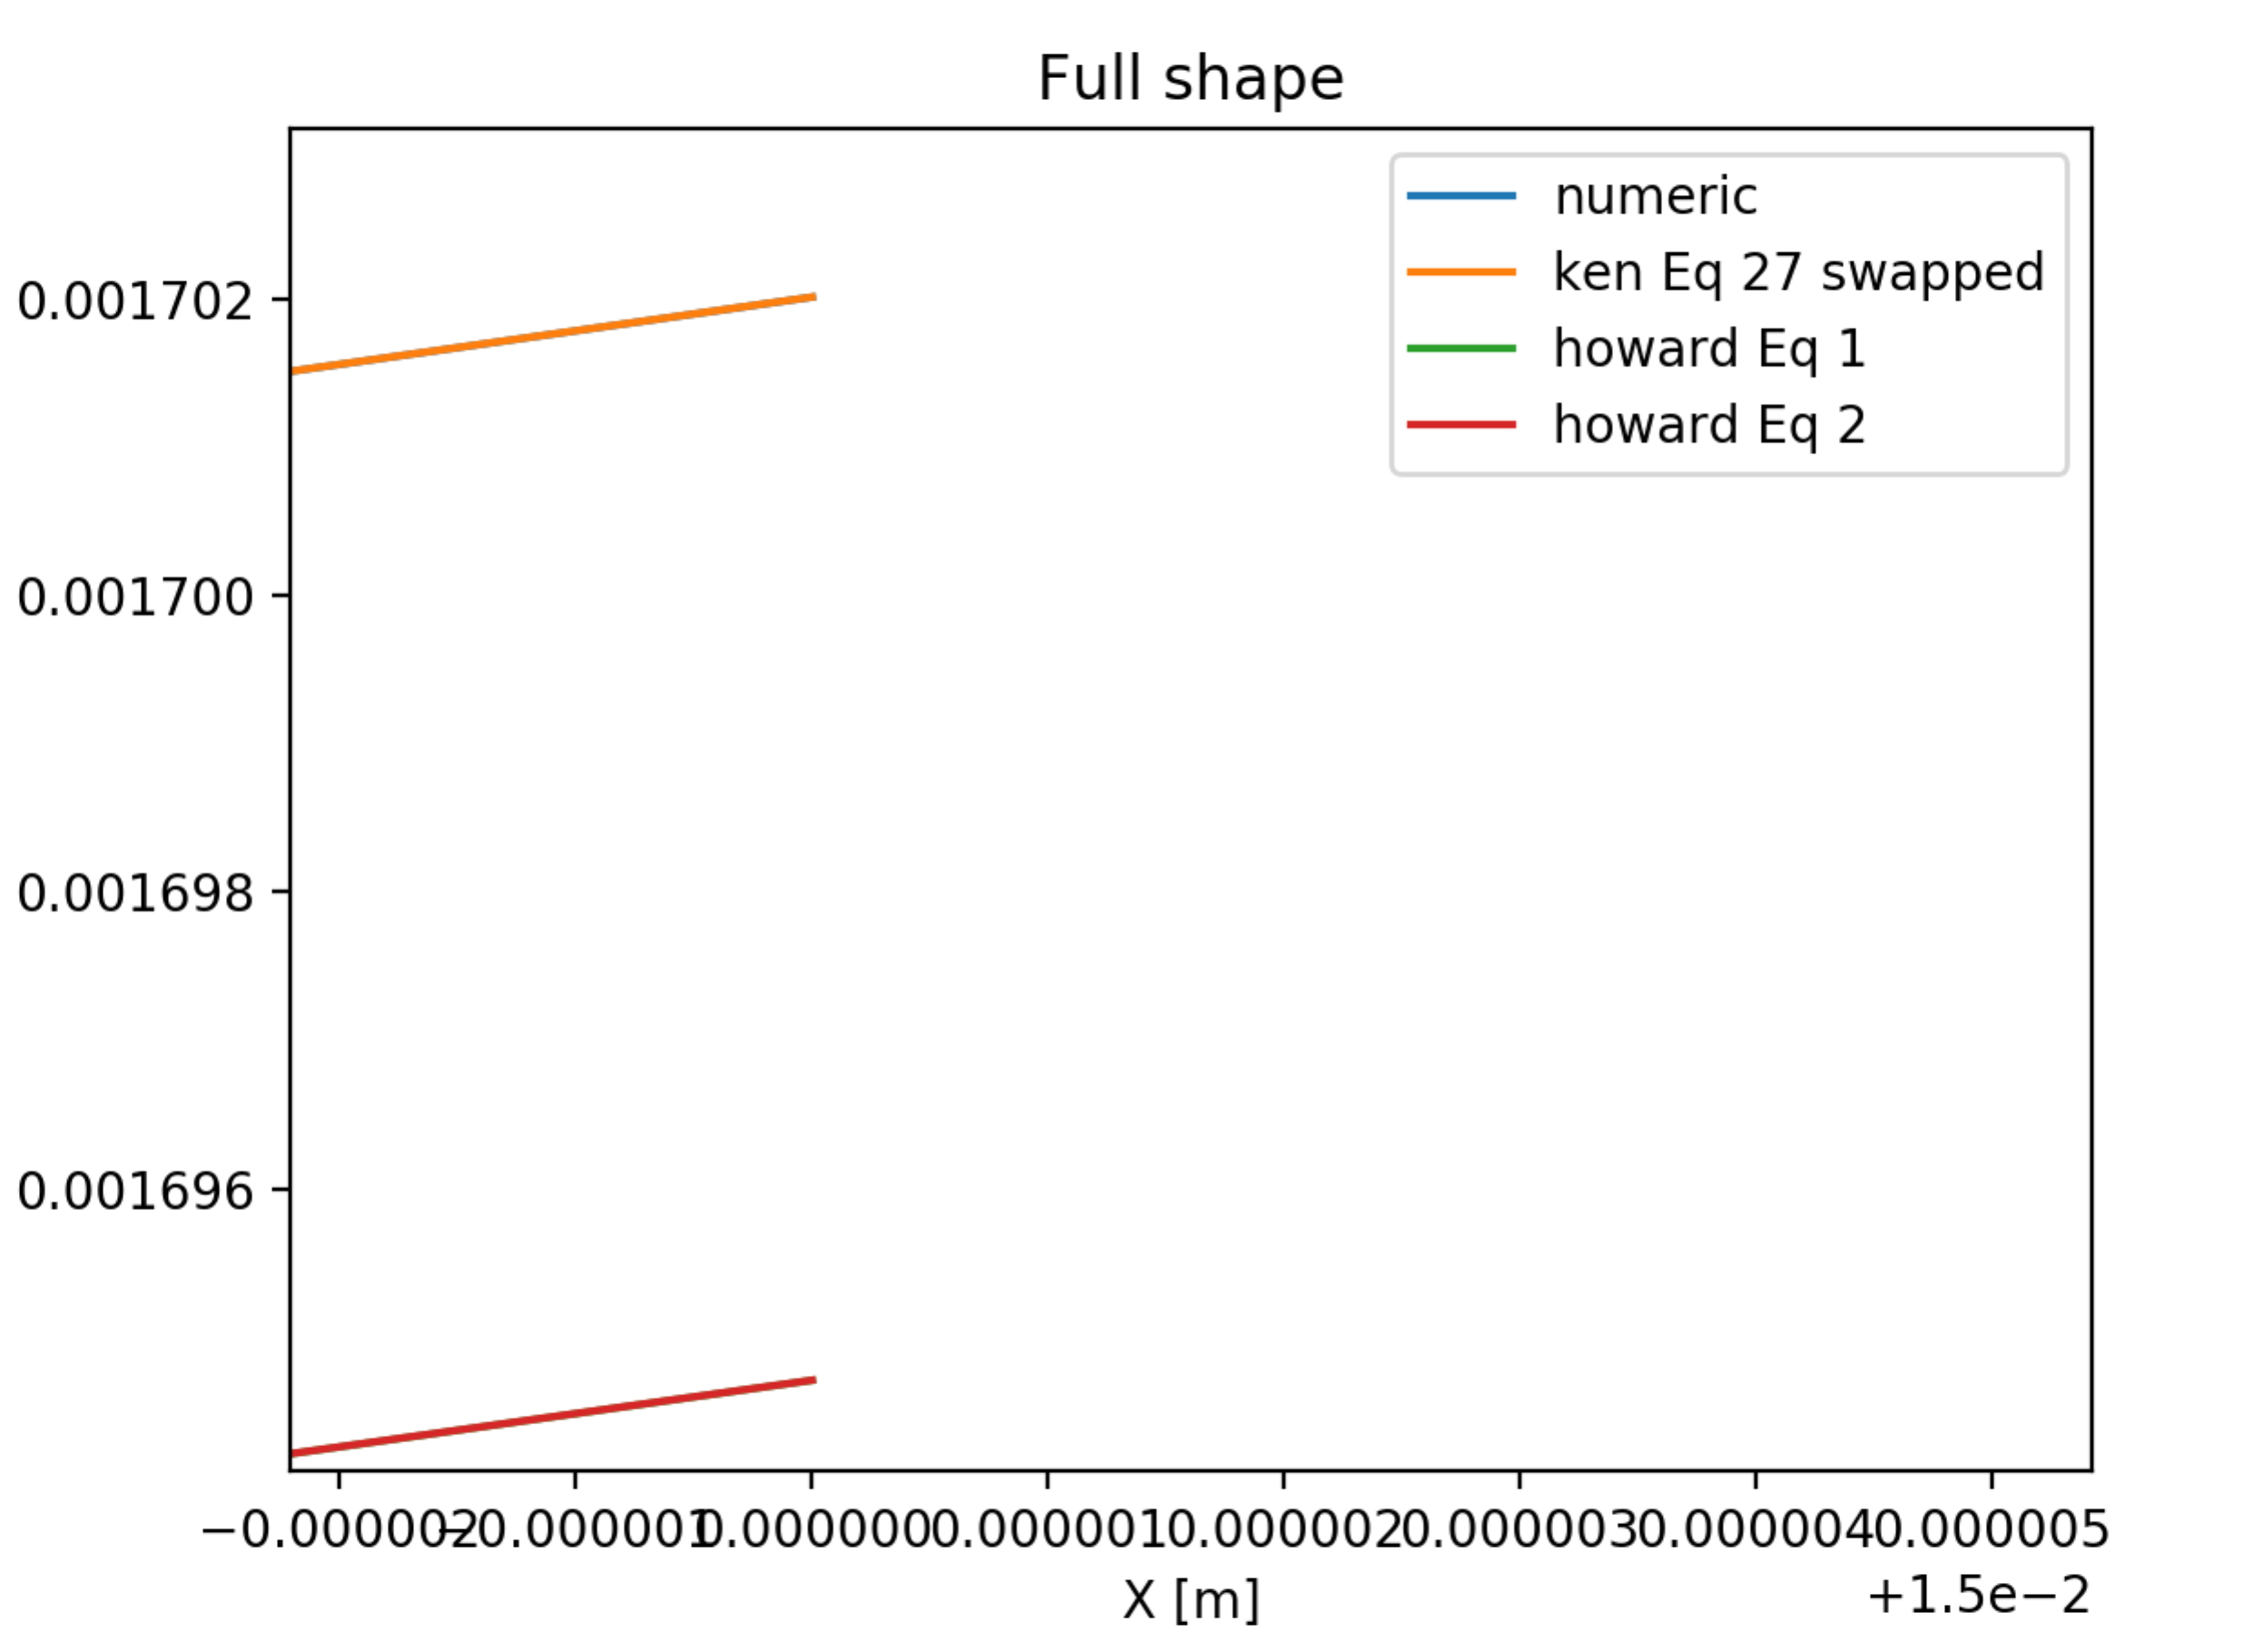 Full shape
numeric
ken Eq 27 swapped
howard Eq 1
howard Eq 2
0.001702
0.001700
0.001698
0.001696
−0.000002 −0.000001 0.000000 0.000001 0.000002 0.000003 0.000004 0.000005
X [m]
+1.5e−2